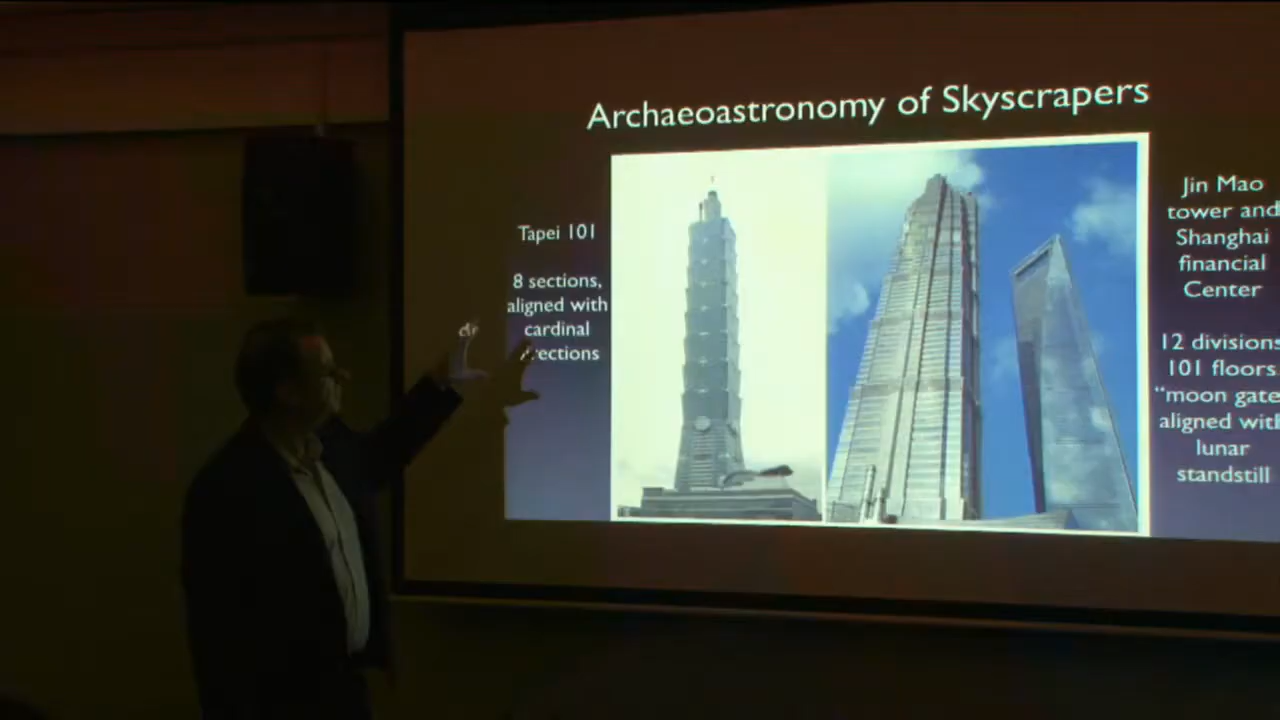 Archaeoastronomy of Skyscrapers
Tapei 101
8 sections,
aligned with
cardinal
directions
Jin Mao
tower and
Shanghai
financial
Center
12 divisions
101 floors.
“moon gate
aligned with
lunar
standstill